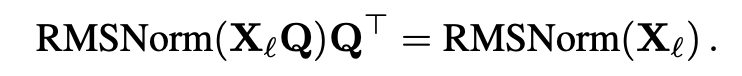 RMSNorm(X_ℓQ)Q^⊤ = RMSNorm(X_ℓ) .